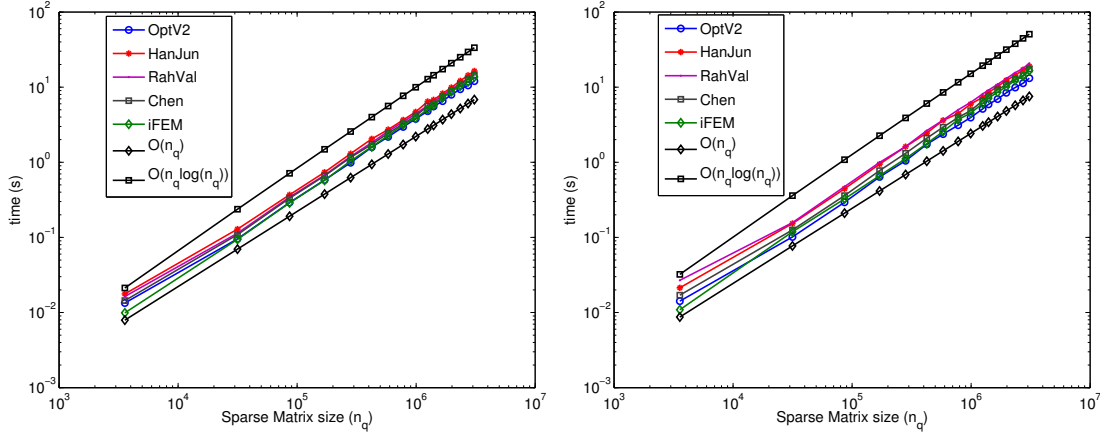 10^2
10^1
10^0
10^−1
10^−2
10^−3
time (s)
OptV2
HanJun
RahVal
Chen
iFEM
O(n_q)
O(n_q log(n_q))
10^3 10^4 10^5 10^6 10^7
Sparse Matrix size (n_q)
10^2
10^1
10^0
10^−1
10^−2
10^−3
time (s)
OptV2
HanJun
RahVal
Chen
iFEM
O(n_q)
O(n_q log(n_q))
10^3 10^4 10^5 10^6 10^7
Sparse Matrix size (n_q)